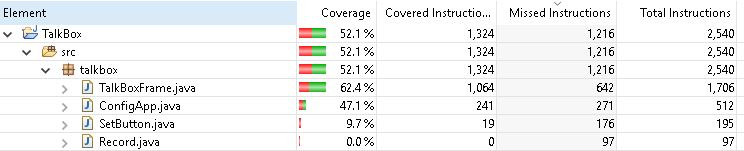 Element Coverage Covered Instructio... Missed Instructions Total Instructions
TalkBox 52.1 % 1,324 1,216 2,540
src 52.1 % 1,324 1,216 2,540
talkbox 52.1 % 1,324 1,216 2,540
TalkBoxFrame.java 62.4 % 1,064 642 1,706
ConfigApp.java 47.1 % 241 271 512
SetButton.java 9.7 % 19 176 195
Record.java 0.0 % 0 97 97